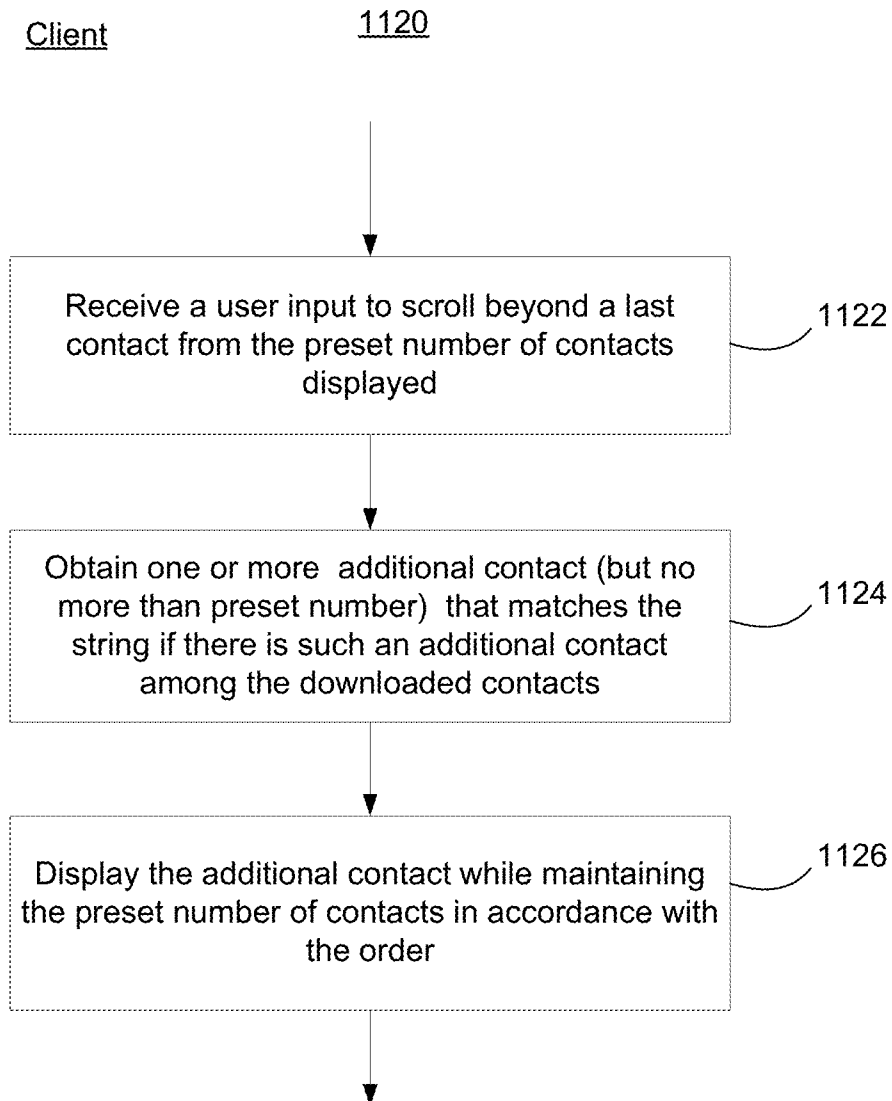 Client
1120
Receive a user input to scroll beyond a last
contact from the preset number of contacts
displayed
1122
Obtain one or more  additional contact (but no
more than preset number)  that matches the
string if there is such an additional contact
among the downloaded contacts
1124
Display the additional contact while maintaining
the preset number of contacts in accordance with
the order
1126